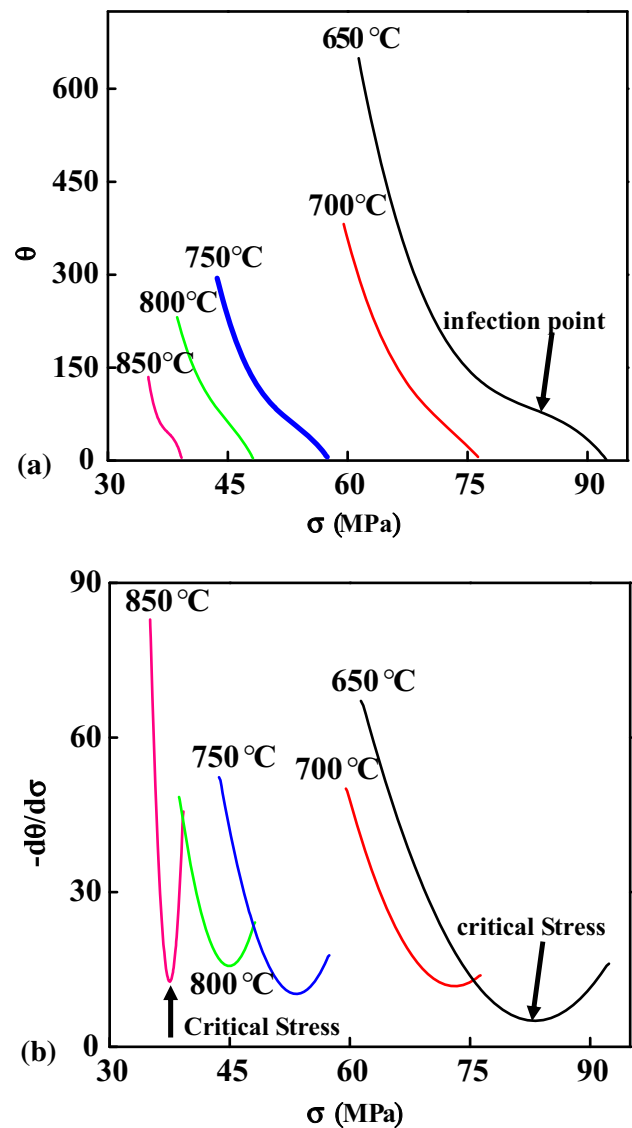 650°C
600
450
700°C
θ
750°C
300
800°C
infection point
850°C
150
0
(a)
30
45
60
75
90
σ (MPa)
90
850°C
650°C
60
750°C
700°C
-dθ/dσ
30
critical Stress
800°C
Critical Stress
0
(b)
30
45
60
75
90
σ (MPa)